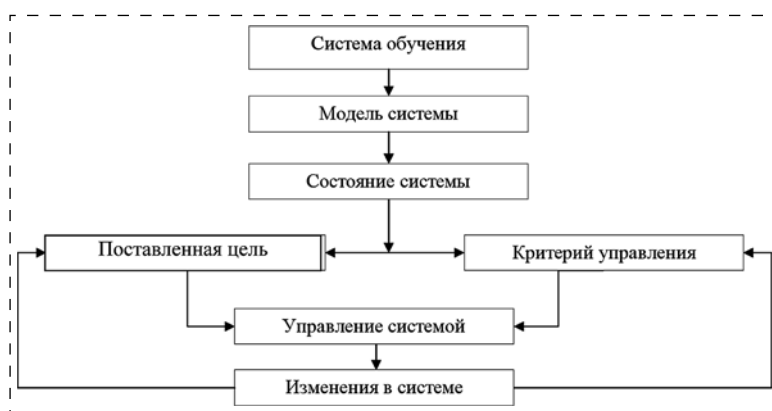 Система обучения
Модель системы
Состояние системы
Поставленная цель
Критерий управления
Управление системой
Изменения в системе